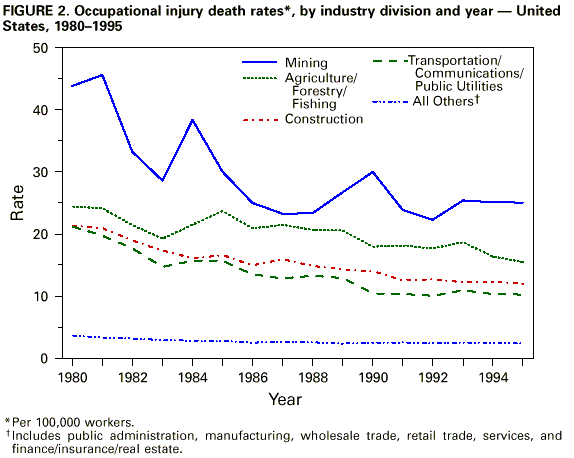 FIGURE 2. Occupational injury death rates*, by industry division and year — United
States, 1980–1995
50
40
30
20
10
0
Rate
Mining
Agriculture/
Forestry/
Fishing
Construction
Transportation/
Communications/
Public Utilities
All Others†
1980 1982 1984 1986 1988 1990 1992 1994
Year
*Per 100,000 workers.
†Includes public administration, manufacturing, wholesale trade, retail trade, services, and
finance/insurance/real estate.